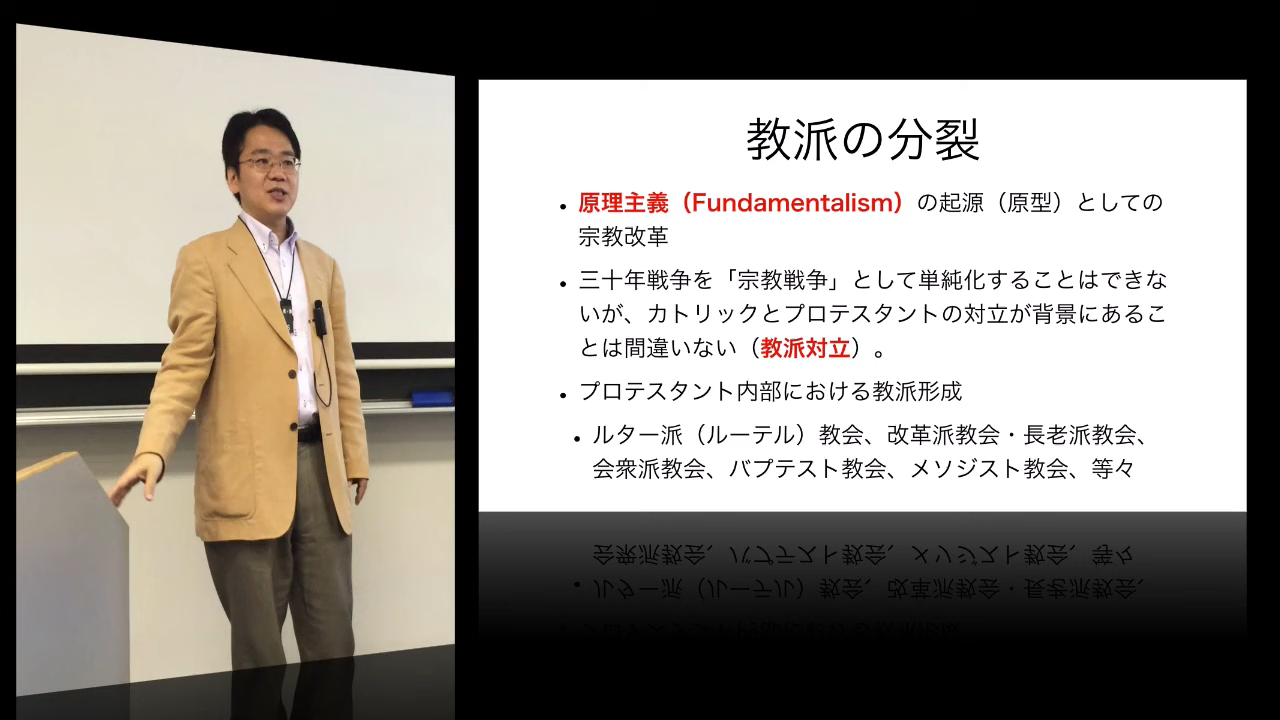 教派の分裂
• 原理主義（Fundamentalism）の起源（原型）としての
宗教改革
• 三十年戦争を「宗教戦争」として単純化することはできな
いが、カトリックとプロテスタントの対立が背景にあるこ
とは間違いない（教派対立）。
• プロテスタント内部における教派形成
• ルター派（ルーテル）教会、改革派教会・長老派教会、
会衆派教会、バプテスト教会、メソジスト教会、等々